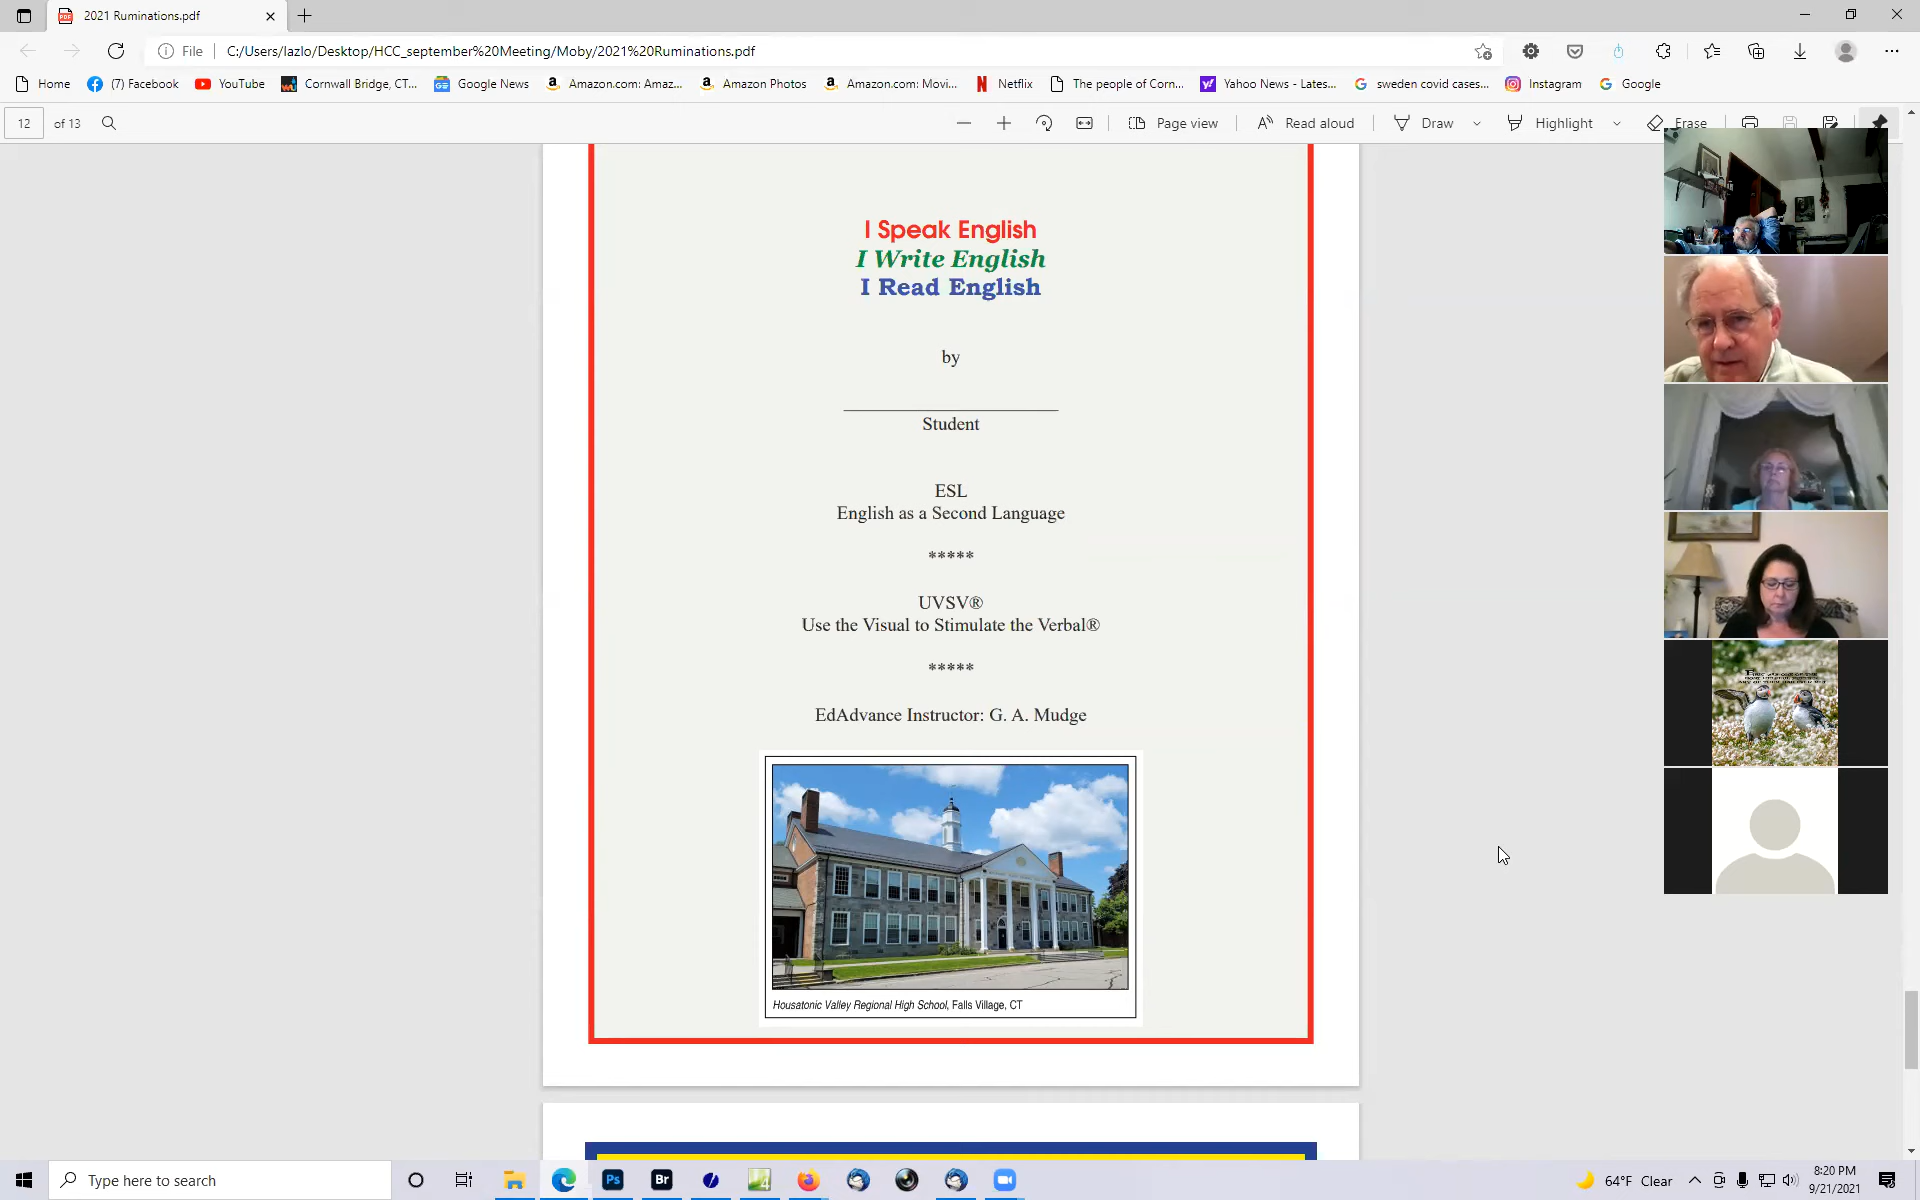 2021 Ruminations.pdf
File
C:/Users/lazlo/Desktop/HCC_september%20Meeting/Moby/2021%20Ruminations.pdf
Home
(7) Facebook
YouTube
Cornwall Bridge, CT...
Google News
Amazon.com: Amaz...
Amazon Photos
Amazon.com: Movi...
Netflix
The people of Corn...
Yahoo News - Lates...
sweden covid cases...
Instagram
Google
12 of 13
Page view
Read aloud
Draw
Highlight
Erase
I Speak English
I Write English
I Read English
by
Student
ESL
English as a Second Language
*****
UVSV®
Use the Visual to Stimulate the Verbal®
*****
EdAdvance Instructor: G. A. Mudge
Housatonic Valley Regional High School, Falls Village, CT
Type here to search
Ps
Br
64°F Clear
8:20 PM
9/21/2021